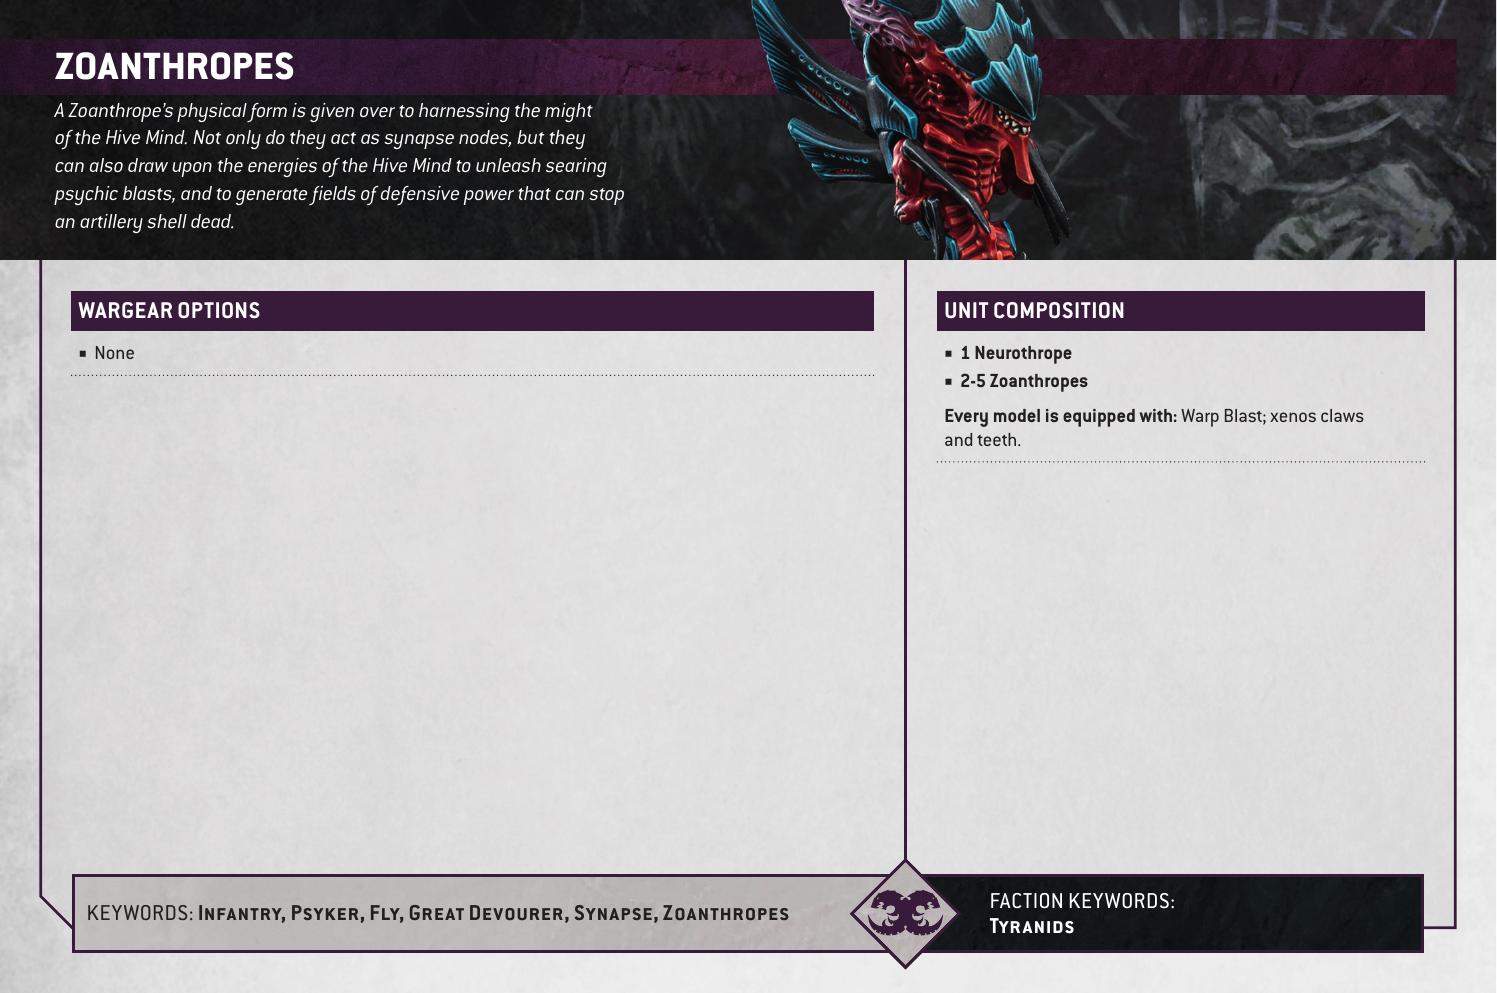 ZOANTHROPES
A Zoanthrope's physical form is given over to harnessing the might
of the Hive Mind. Not only do they act as synapse nodes, but they
can also draw upon the energies of the Hive Mind to unleash searing
psychic blasts, and to generate fields of defensive power that can stop
an artillery shell dead.
WARGEAR OPTIONS
▪ None
UNIT COMPOSITION
▪ 1 Neurothrope
▪ 2-5 Zoanthropes
Every model is equipped with: Warp Blast; xenos claws
and teeth.
KEYWORDS: Infantry, Psyker, Fly, Great Devourer, Synapse, Zoanthropes
FACTION KEYWORDS:
Tyranids